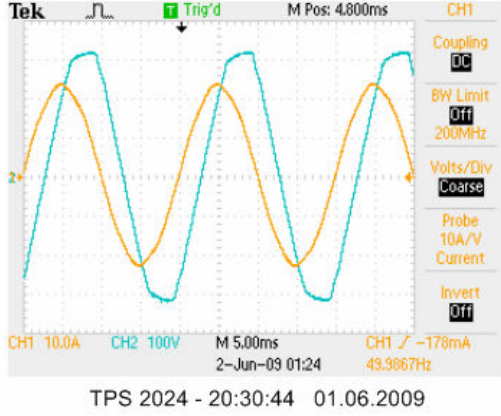 Tek T Trig'd M Pos: 4.800ms CH1
Coupling
DC
BW Limit
Off
200MHz
2
Volts/Div
Coarse
Probe
10A/V
Current
Invert
Off
CH1 10.0A CH2 100V M 5.00ms CH1 / -178mA
2-Jun-09 01:24 49.9867Hz
TPS 2024 - 20:30:44 01.06.2009